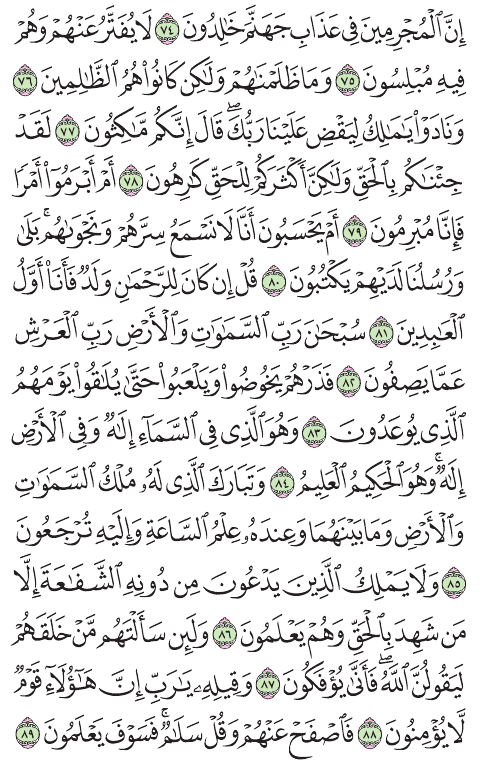 إِنَّ ٱلْمُجْرِمِينَ فِى عَذَابِ جَهَنَّمَ خَٰلِدُونَ ٧٤ لَا يُفَتَّرُ عَنْهُمْ وَهُمْ
فِيهِ مُبْلِسُونَ ٧٥ وَمَا ظَلَمْنَٰهُمْ وَلَٰكِن كَانُوا۟ هُمُ ٱلظَّٰلِمِينَ ٧٦
وَنَادَوْا۟ يَٰمَٰلِكُ لِيَقْضِ عَلَيْنَا رَبُّكَ ۖ قَالَ إِنَّكُم مَّٰكِثُونَ ٧٧ لَقَدْ
جِئْنَٰكُم بِٱلْحَقِّ وَلَٰكِنَّ أَكْثَرَكُمْ لِلْحَقِّ كَٰرِهُونَ ٧٨ أَمْ أَبْرَمُوٓا۟ أَمْرًا
فَإِنَّا مُبْرِمُونَ ٧٩ أَمْ يَحْسَبُونَ أَنَّا لَا نَسْمَعُ سِرَّهُمْ وَنَجْوَىٰهُم ۚ بَلَىٰ
وَرُسُلُنَا لَدَيْهِمْ يَكْتُبُونَ ٨٠ قُلْ إِن كَانَ لِلرَّحْمَٰنِ وَلَدٌ فَأَنَا۠ أَوَّلُ
ٱلْعَٰبِدِينَ ٨١ سُبْحَٰنَ رَبِّ ٱلسَّمَٰوَٰتِ وَٱلْأَرْضِ رَبِّ ٱلْعَرْشِ
عَمَّا يَصِفُونَ ٨٢ فَذَرْهُمْ يَخُوضُوا۟ وَيَلْعَبُوا۟ حَتَّىٰ يُلَٰقُوا۟ يَوْمَهُمُ
ٱلَّذِى يُوعَدُونَ ٨٣ وَهُوَ ٱلَّذِى فِى ٱلسَّمَآءِ إِلَٰهٌ وَفِى ٱلْأَرْضِ
إِلَٰهٌ ۚ وَهُوَ ٱلْحَكِيمُ ٱلْعَلِيمُ ٨٤ وَتَبَارَكَ ٱلَّذِى لَهُۥ مُلْكُ ٱلسَّمَٰوَٰتِ
وَٱلْأَرْضِ وَمَا بَيْنَهُمَا وَعِندَهُۥ عِلْمُ ٱلسَّاعَةِ وَإِلَيْهِ تُرْجَعُونَ
٨٥ وَلَا يَمْلِكُ ٱلَّذِينَ يَدْعُونَ مِن دُونِهِ ٱلشَّفَٰعَةَ إِلَّا
مَن شَهِدَ بِٱلْحَقِّ وَهُمْ يَعْلَمُونَ ٨٦ وَلَئِن سَأَلْتَهُم مَّنْ خَلَقَهُمْ
لَيَقُولُنَّ ٱللَّهُ ۖ فَأَنَّىٰ يُؤْفَكُونَ ٨٧ وَقِيلِهِۦ يَٰرَبِّ إِنَّ هَٰٓؤُلَآءِ قَوْمٌ
لَّا يُؤْمِنُونَ ٨٨ فَٱصْفَحْ عَنْهُمْ وَقُلْ سَلَٰمٌ ۚ فَسَوْفَ يَعْلَمُونَ ٨٩